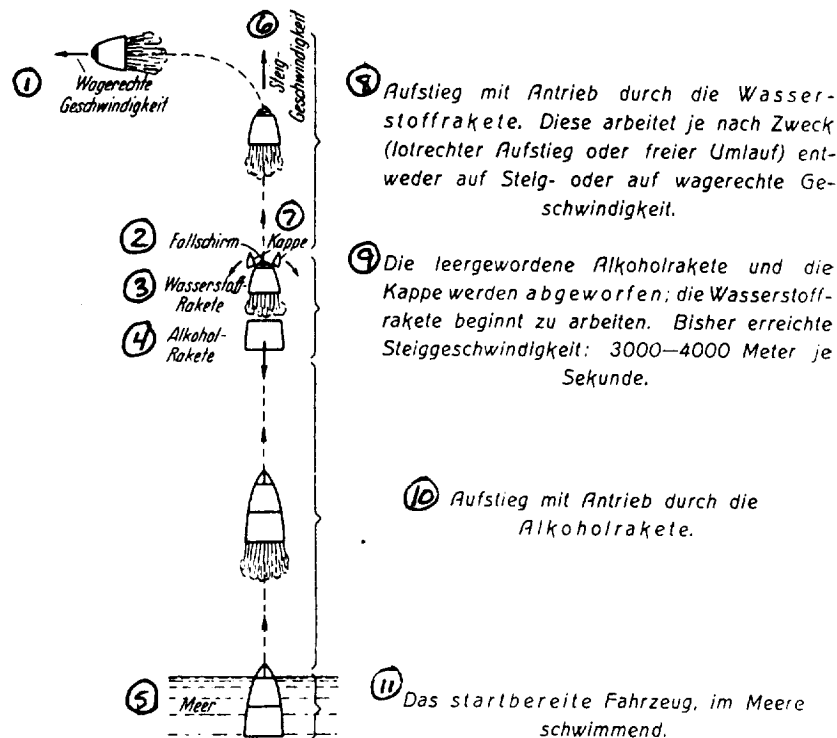 ① Wagerechte
Geschwindigkeit
⑥ Steig-
Geschwindigkeit
② Fallschirm
⑦ Kappe
③ Wasserstoff-
Rakete
④ Alkohol-
Rakete
⑤ Meer
⑧ Aufstieg mit Antrieb durch die Wasser-
stoffrakete. Diese arbeitet je nach Zweck
(lotrechter Aufstieg oder freier Umlauf) ent-
weder auf Steig- oder auf wagerechte Ge-
schwindigkeit.
⑨ Die leergewordene Alkoholrakete und die
Kappe werden abgeworfen; die Wasserstoff-
rakete beginnt zu arbeiten. Bisher erreichte
Steiggeschwindigkeit: 3000—4000 Meter je
Sekunde.
⑩ Aufstieg mit Antrieb durch die
Alkoholrakete.
⑪ Das startbereite Fahrzeug, im Meere
schwimmend.